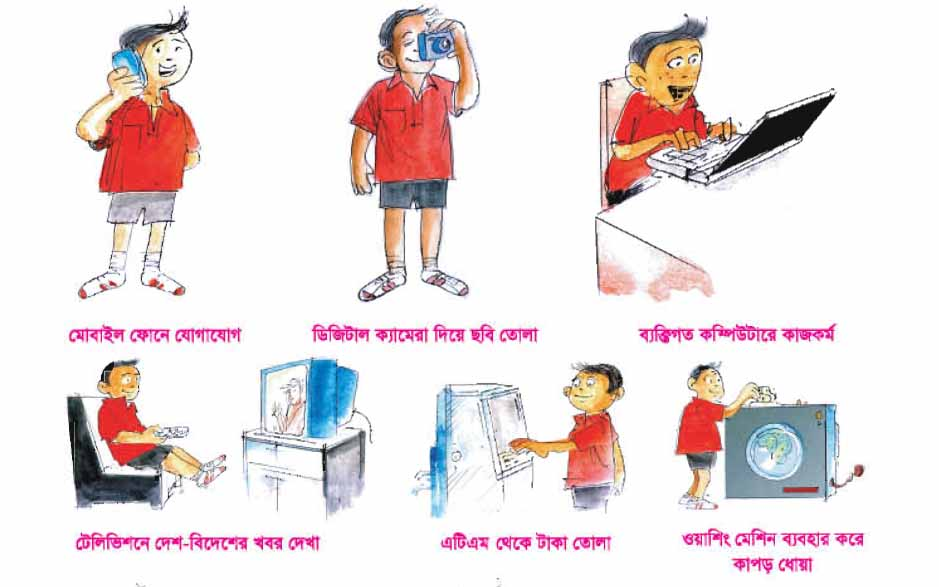 মোবাইল ফোনে যোগাযোগ
ডিজিটাল ক্যামেরা দিয়ে ছবি তোলা
ব্যক্তিগত কম্পিউটারে কাজকর্ম
টেলিভিশনে দেশ-বিদেশের খবর দেখা
এটিএম থেকে টাকা তোলা
ওয়াশিং মেশিন ব্যবহার করে
কাপড় ধোয়া